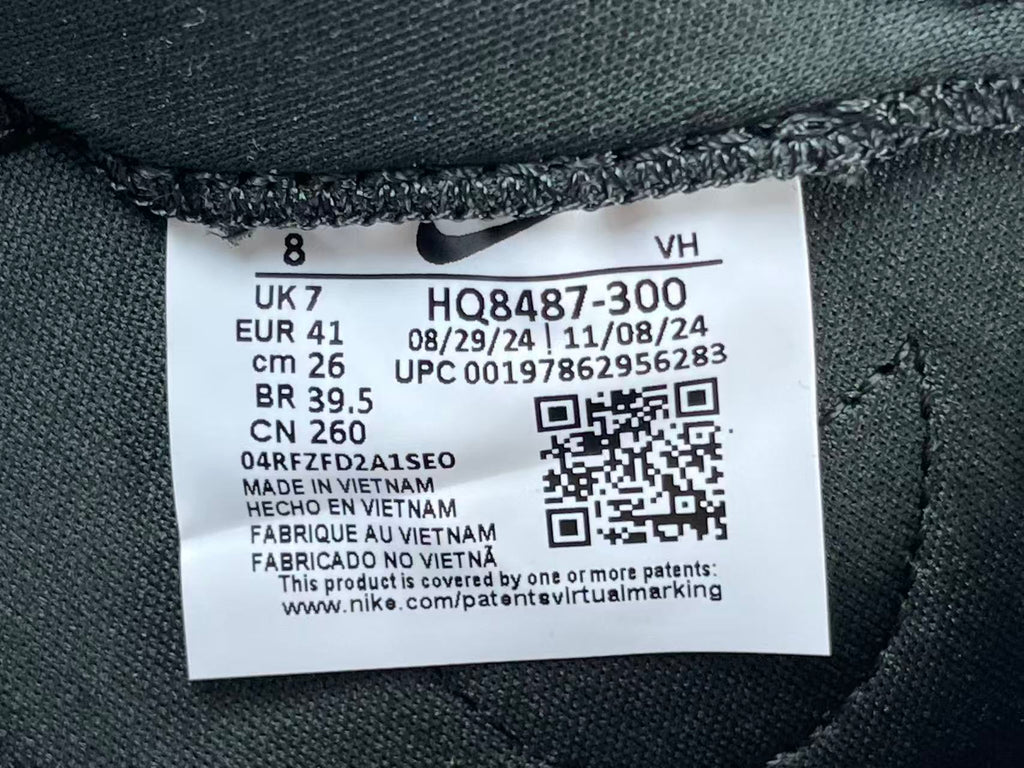 8 VH
UK 7
HQ8487-300
EUR 41
08/29/24 | 11/08/24
cm 26
UPC 00197862956283
BR 39.5
CN 260
04RFZFD2A1SEO
MADE IN VIETNAM
HECHO EN VIETNAM
FABRIQUE AU VIETNAM
FABRICADO NO VIETNÃ
This product is covered by one or more patents:
www.nike.com/patentsvirtualmarking